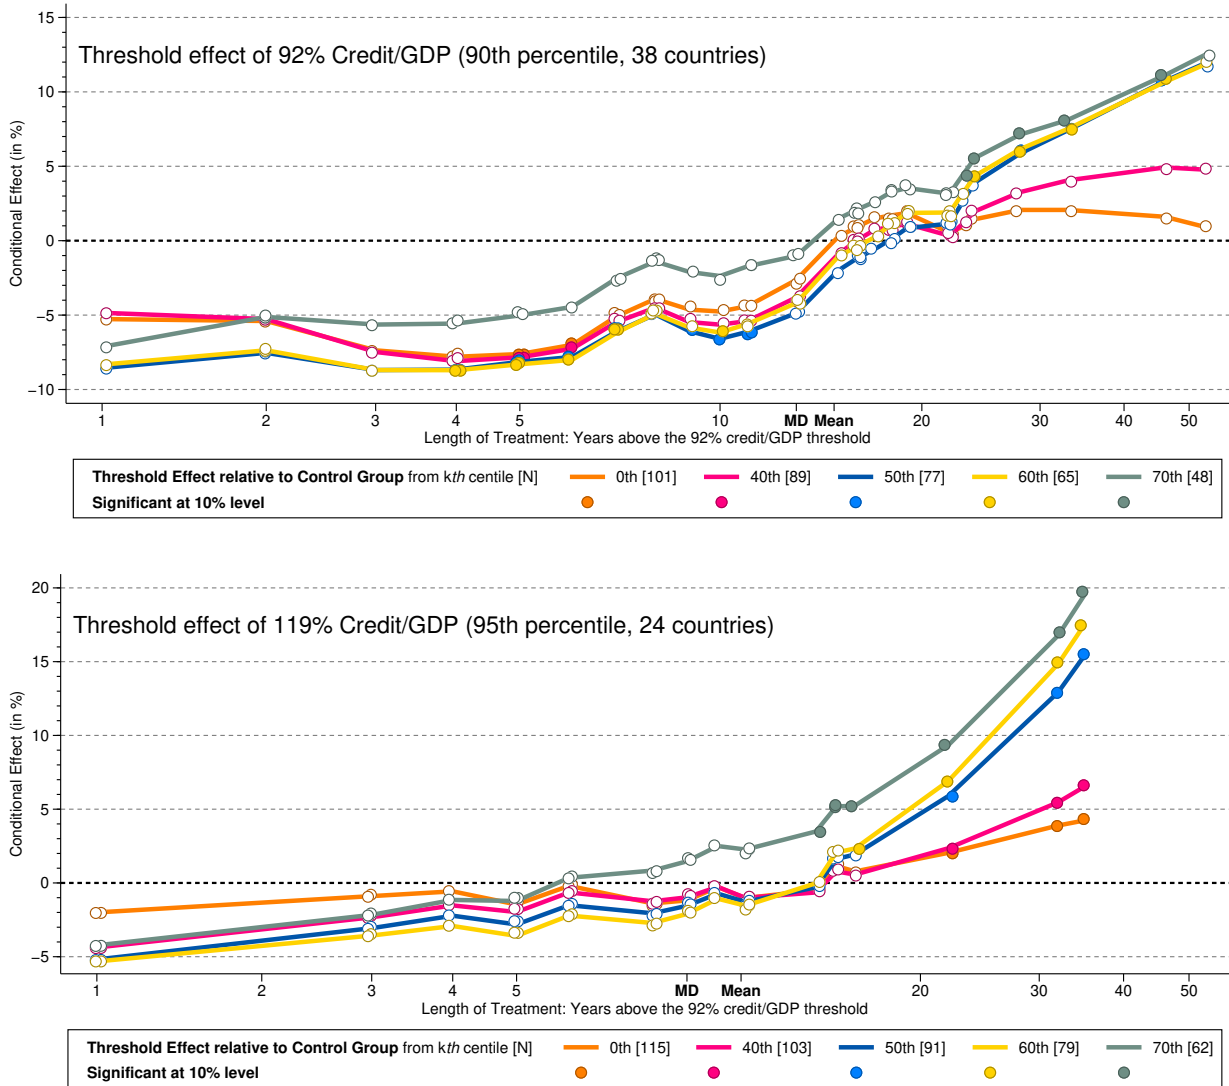 Threshold effect of 92% Credit/GDP (90th percentile, 38 countries)
Conditional Effect (in %)
15
10
5
0
−5
−10
1 2 3 4 5 10 MD Mean 20 30 40 50
Length of Treatment: Years above the 92% credit/GDP threshold
Threshold Effect relative to Control Group from kth centile [N] 0th [101] 40th [89] 50th [77] 60th [65] 70th [48]
Significant at 10% level
Threshold effect of 119% Credit/GDP (95th percentile, 24 countries)
Conditional Effect (in %)
20
15
10
5
0
−5
1 2 3 4 5 MD Mean 20 30 40 50
Length of Treatment: Years above the 92% credit/GDP threshold
Threshold Effect relative to Control Group from kth centile [N] 0th [115] 40th [103] 50th [91] 60th [79] 70th [62]
Significant at 10% level